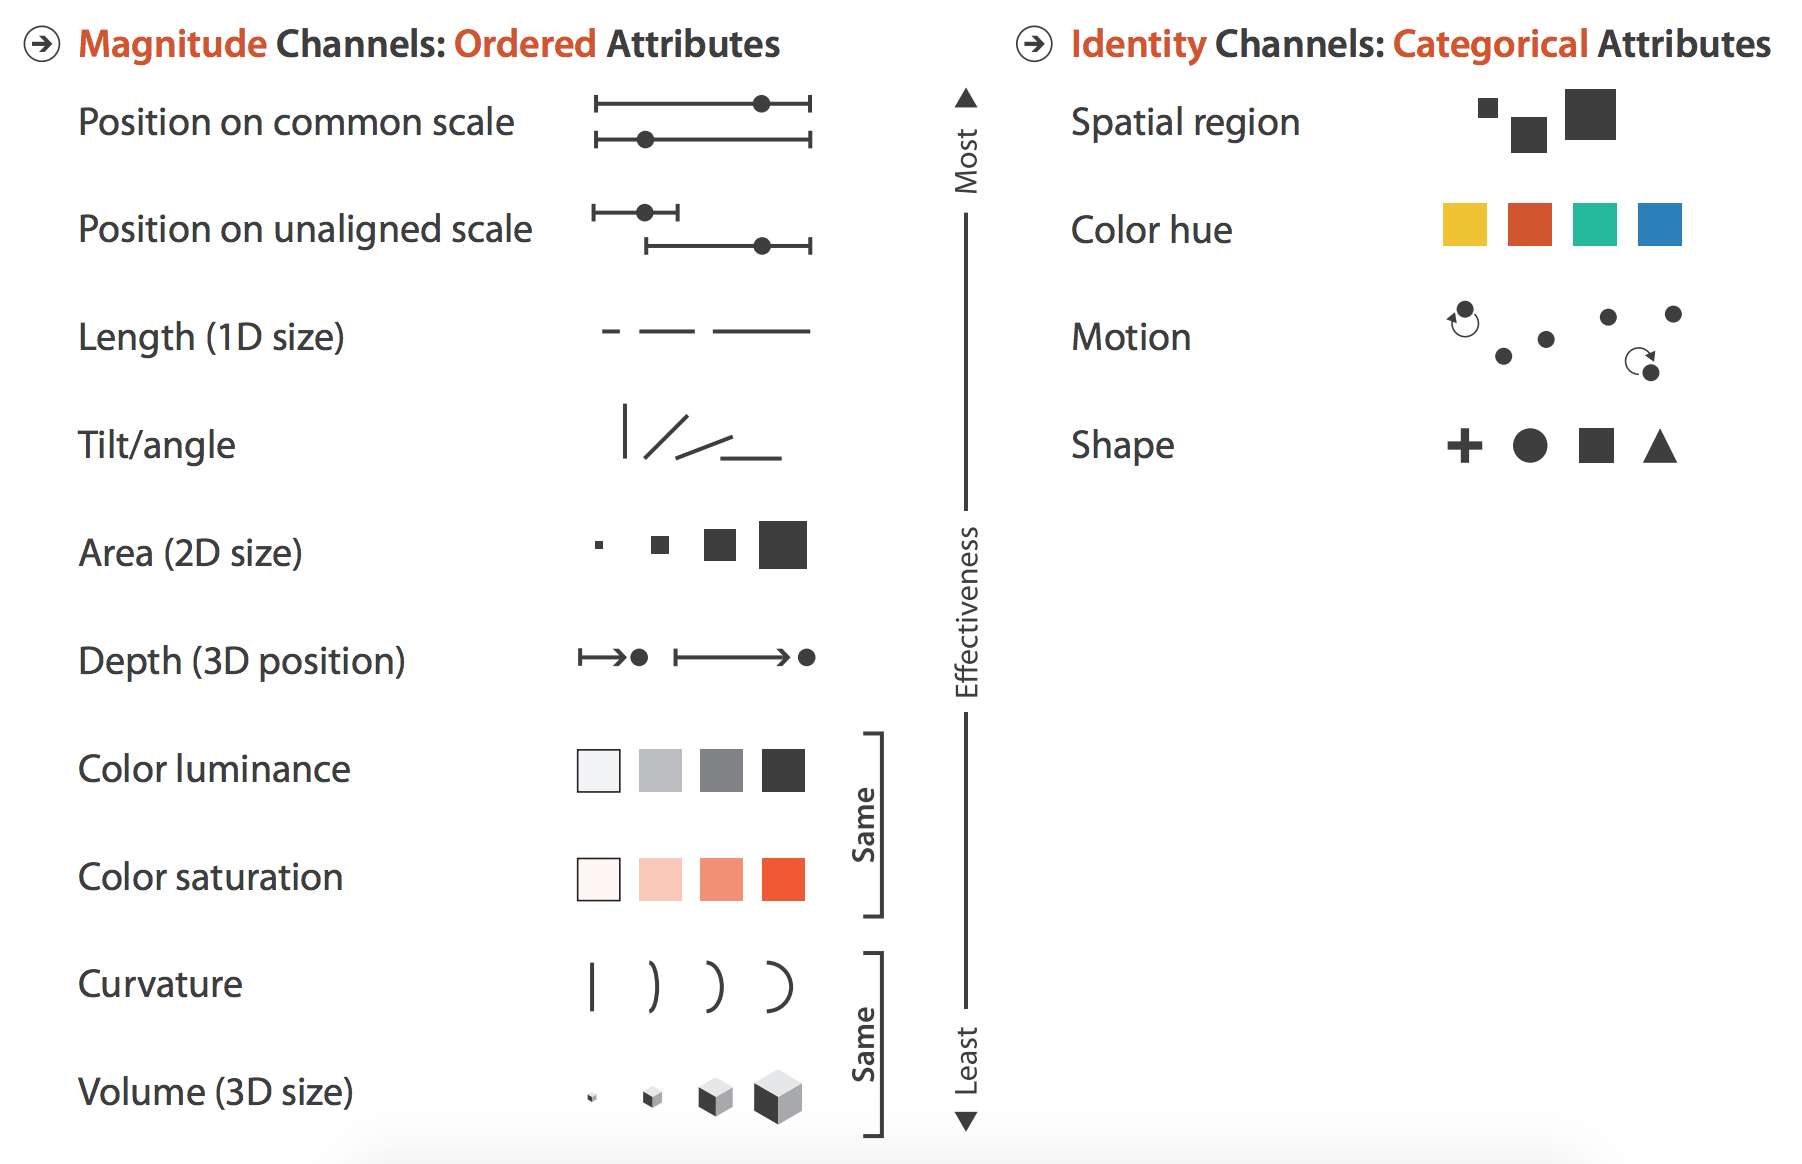 Magnitude Channels: Ordered Attributes
Position on common scale
Position on unaligned scale
Length (1D size)
Tilt/angle
Area (2D size)
Depth (3D position)
Color luminance
Color saturation
Curvature
Volume (3D size)
Same
Same
Most
Effectiveness
Least
Identity Channels: Categorical Attributes
Spatial region
Color hue
Motion
Shape